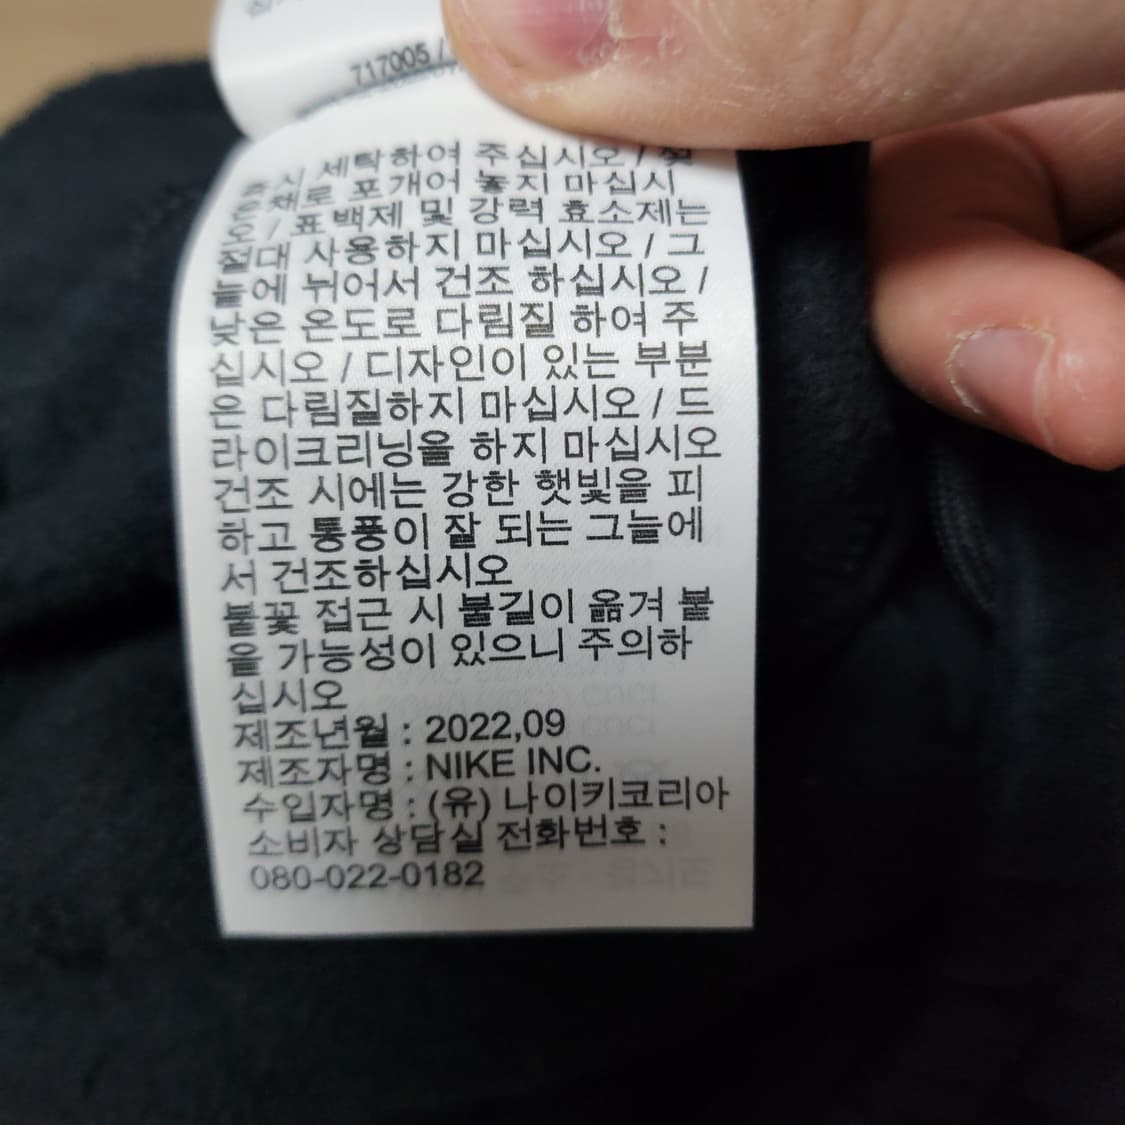 717005 /
즉시 세탁하여 주십시오 / 젖
은 채로 포개어 놓지 마십시
오 / 표백제 및 강력 효소제는
절대 사용하지 마십시오 / 그
늘에 뉘어서 건조 하십시오 /
낮은 온도로 다림질 하여 주
십시오 / 디자인이 있는 부분
은 다림질하지 마십시오 / 드
라이크리닝을 하지 마십시오
건조 시에는 강한 햇빛을 피
하고 통풍이 잘 되는 그늘에
서 건조하십시오
불꽃 접근 시 불길이 옮겨 붙
을 가능성이 있으니 주의하
십시오
제조년월 : 2022,09
제조자명 : NIKE INC.
수입자명 : (유) 나이키코리아
소비자 상담실 전화번호 :
080-022-0182